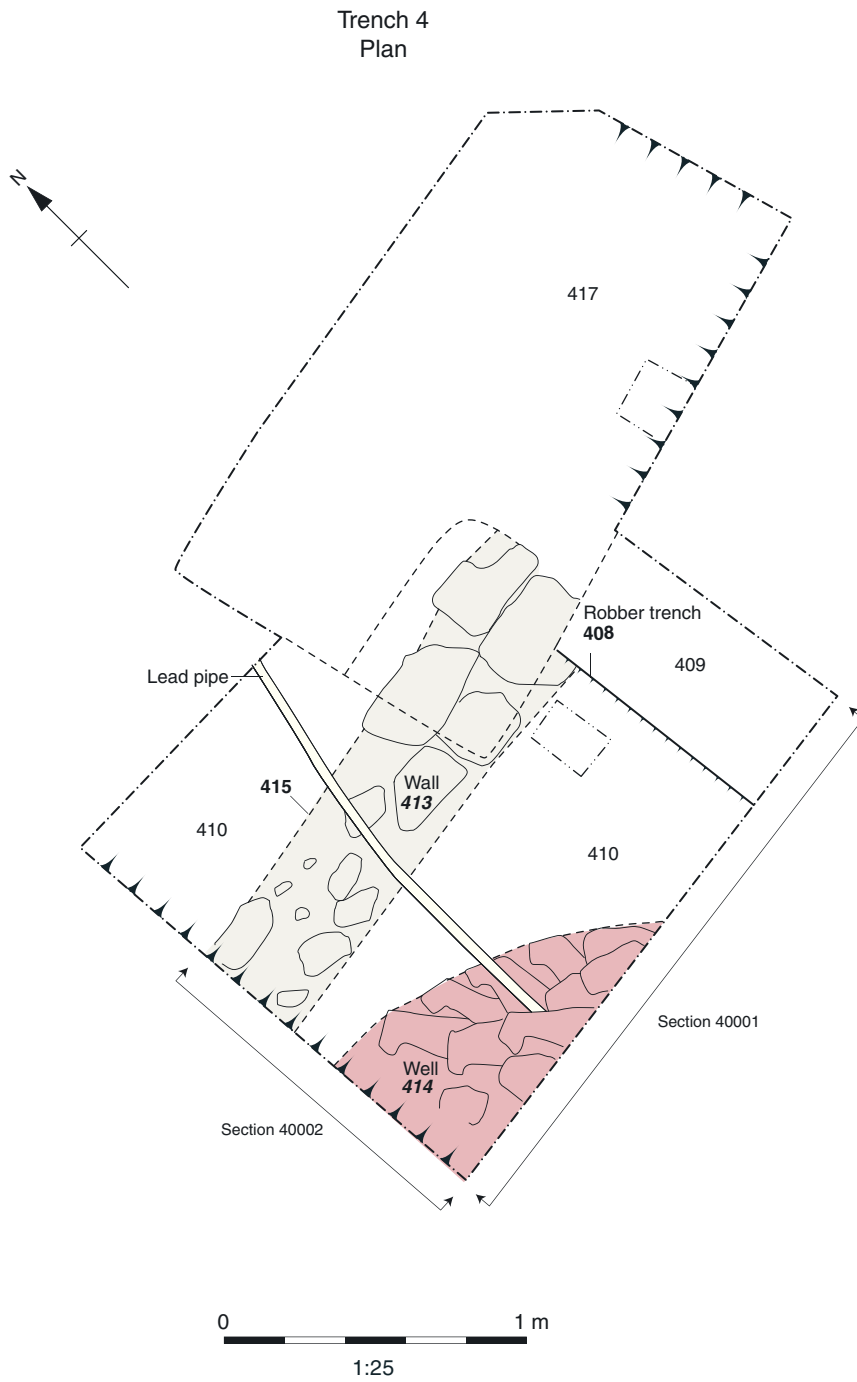 Trench 4
Plan
N
417
Robber trench
408
409
Lead pipe
415
Wall
413
410
410
Section 40001
Well
414
Section 40002
0
1 m
1:25